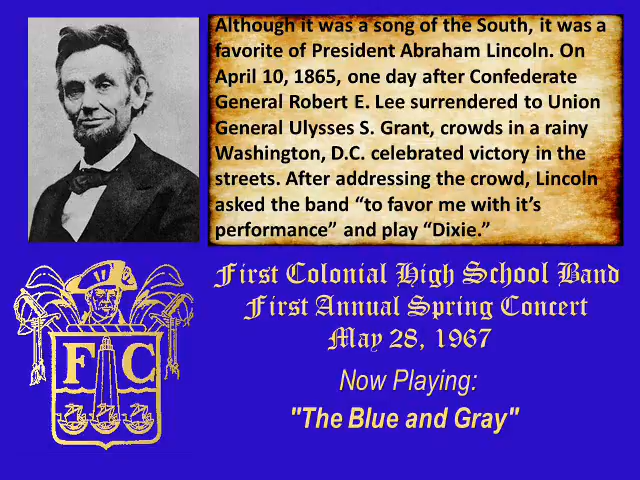 Although it was a song of the South, it was a
favorite of President Abraham Lincoln. On
April 10, 1865, one day after Confederate
General Robert E. Lee surrendered to Union
General Ulysses S. Grant, crowds in a rainy
Washington, D.C. celebrated victory in the
streets. After addressing the crowd, Lincoln
asked the band “to favor me with it’s
performance” and play “Dixie.”
First Colonial High School Band
First Annual Spring Concert
May 28, 1967
Now Playing:
"The Blue and Gray"
F C